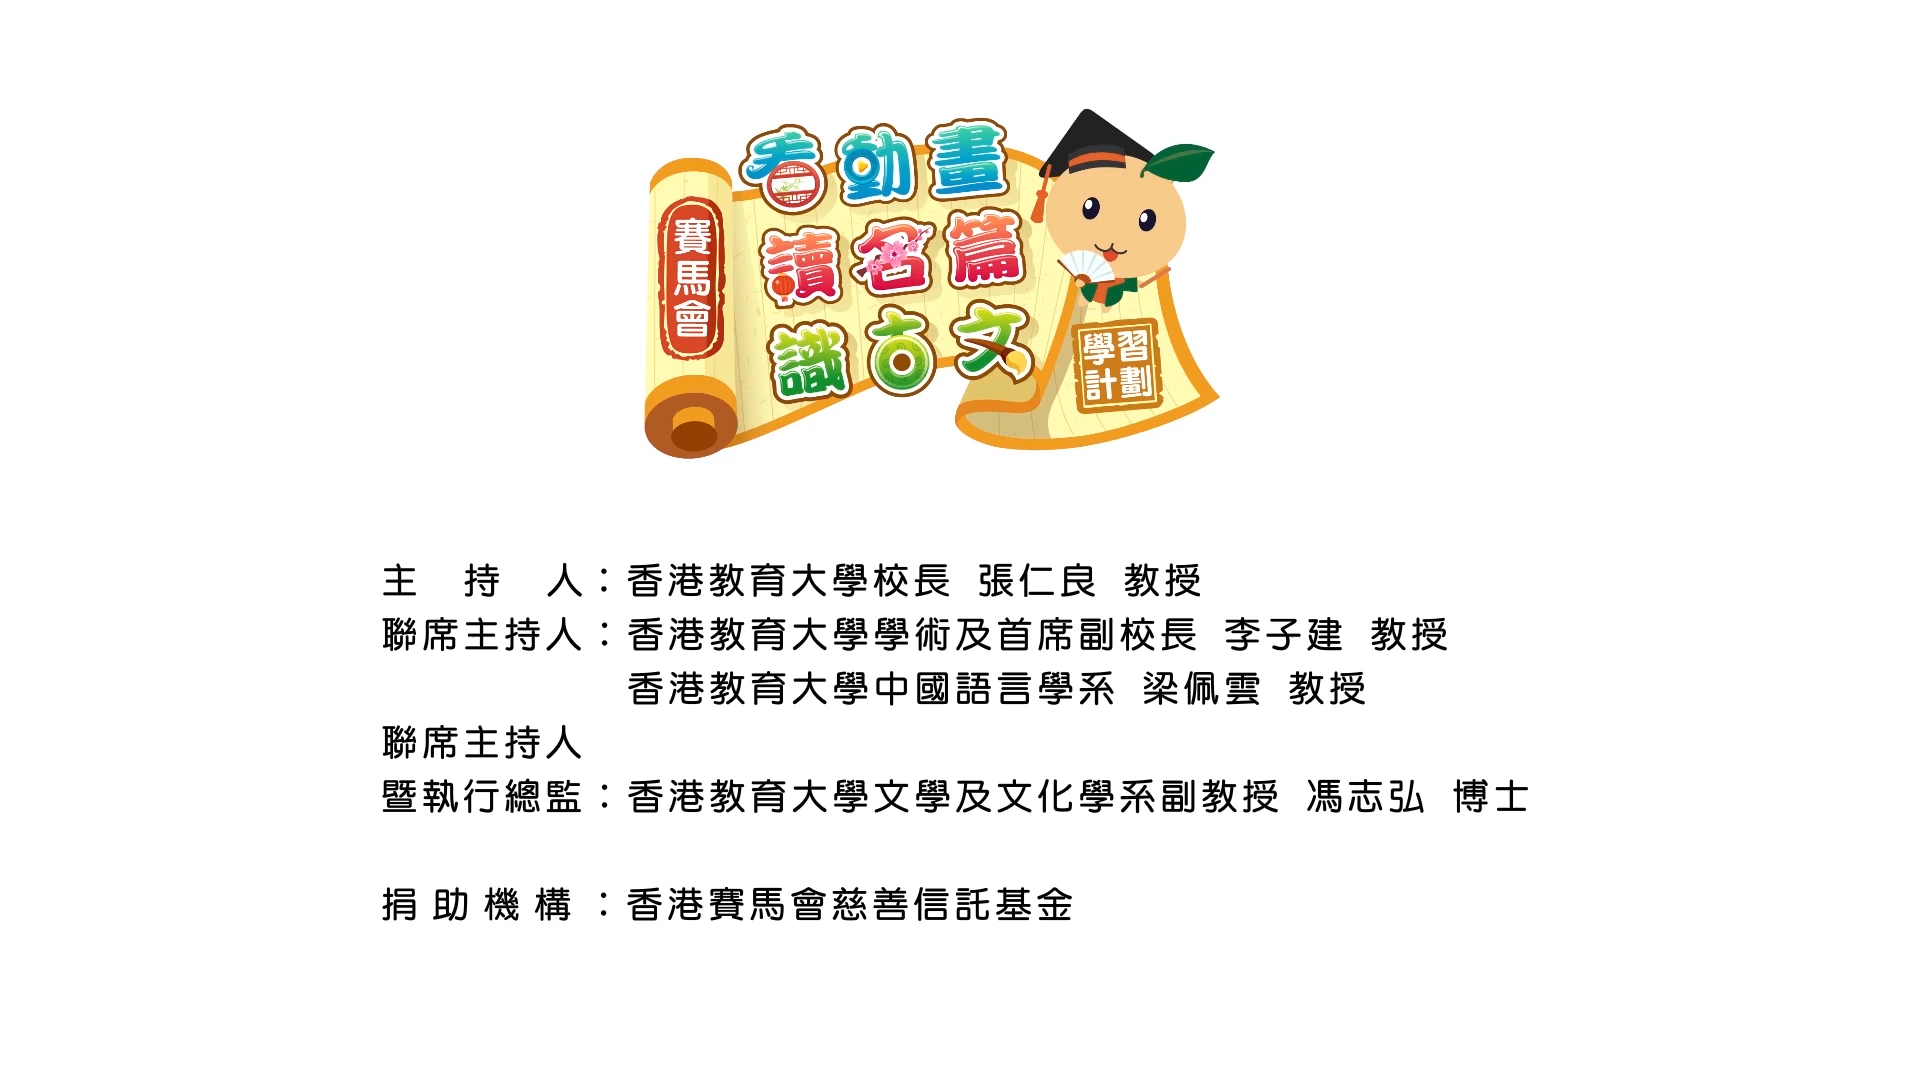 賽馬會
看動畫
讀名篇
識古文
學習
計劃
主 持 人：香港教育大學校長 張仁良 教授
聯席主持人：香港教育大學學術及首席副校長 李子建 教授
香港教育大學中國語言學系 梁佩雲 教授
聯席主持人
暨執行總監：香港教育大學文學及文化學系副教授 馮志弘 博士
捐助機構：香港賽馬會慈善信託基金